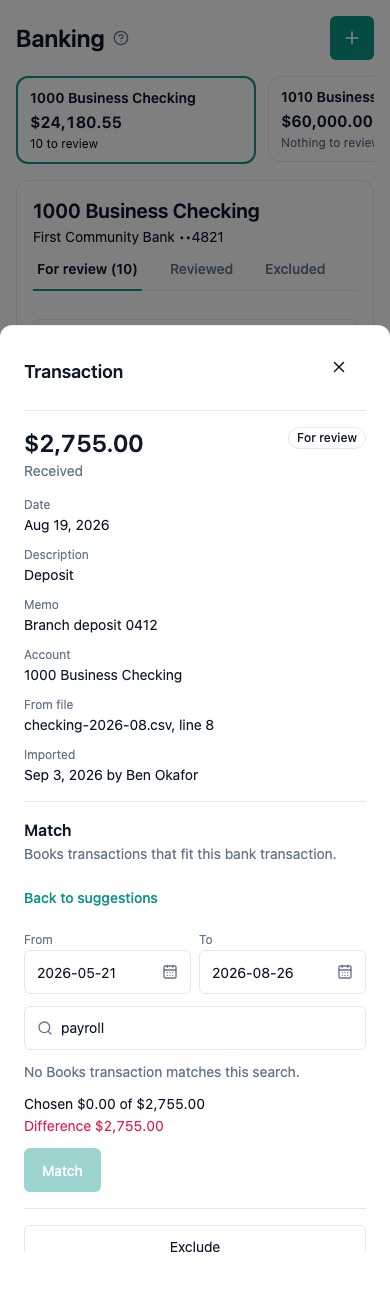 Banking
1000 Business Checking
$24,180.55
10 to review
1010 Business
$60,000.00
Nothing to review
1000 Business Checking
First Community Bank ••4821
For review (10)
Reviewed
Excluded
Transaction
$2,755.00
For review
Received
Date
Aug 19, 2026
Description
Deposit
Memo
Branch deposit 0412
Account
1000 Business Checking
From file
checking-2026-08.csv, line 8
Imported
Sep 3, 2026 by Ben Okafor
Match
Books transactions that fit this bank transaction.
Back to suggestions
From
To
2026-05-21
2026-08-26
payroll
No Books transaction matches this search.
Chosen $0.00 of $2,755.00
Difference $2,755.00
Match
Exclude